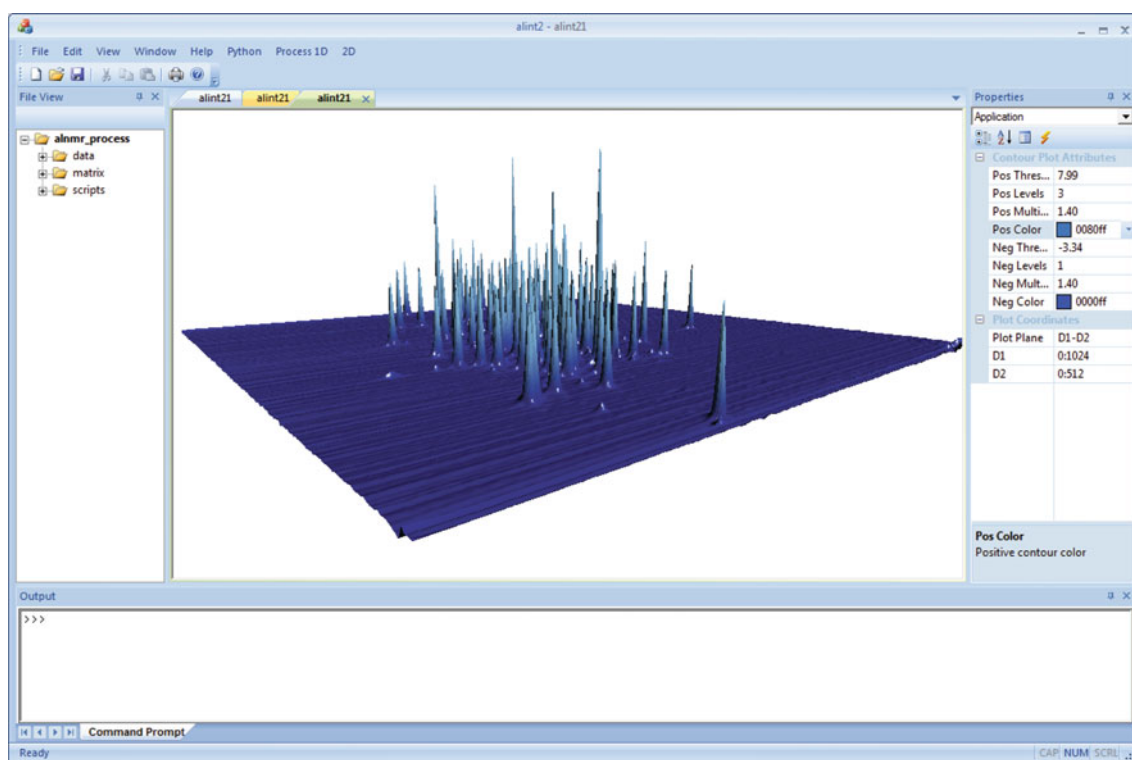 alint2 - alint21
File Edit View Window Help Python Process 1D 2D
File View
alnmr_process
data
matrix
scripts
alint21 alint21 alint21
Properties
Application
Contour Plot Attributes
Pos Thres... 7.99
Pos Levels 3
Pos Multi... 1.40
Pos Color 0080ff
Neg Thre... -3.34
Neg Levels 1
Neg Mult... 1.40
Neg Color 0000ff
Plot Coordinates
Plot Plane D1-D2
D1 0:1024
D2 0:512
Pos Color
Positive contour color
Output
>>>
Command Prompt
Ready
CAP NUM SCRL